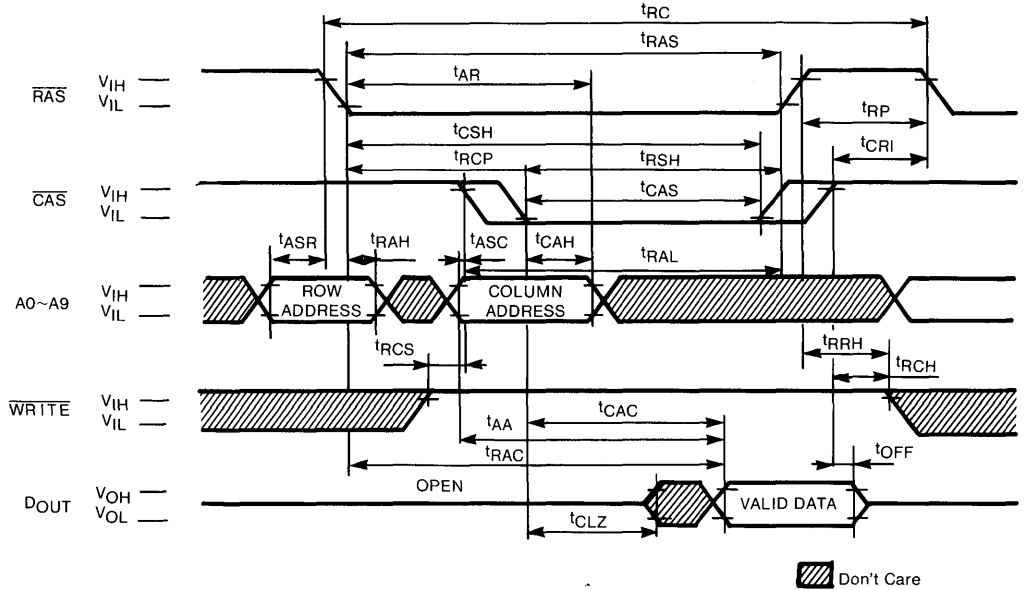 tRC
tRAS
tAR
RAS
VIH
VIL
tRP
tCSH
tCRI
tRCP
tRSH
CAS
VIH
VIL
tCAS
tASR
tRAH
tASC
tCAH
tRAL
A0~A9
VIH
VIL
ROW
ADDRESS
COLUMN
ADDRESS
tRCS
tRRH
tRCH
WRITE
VIH
VIL
tCAC
tAA
tRAC
tOFF
DOUT
VOH
VOL
OPEN
VALID DATA
tCLZ
Don't Care